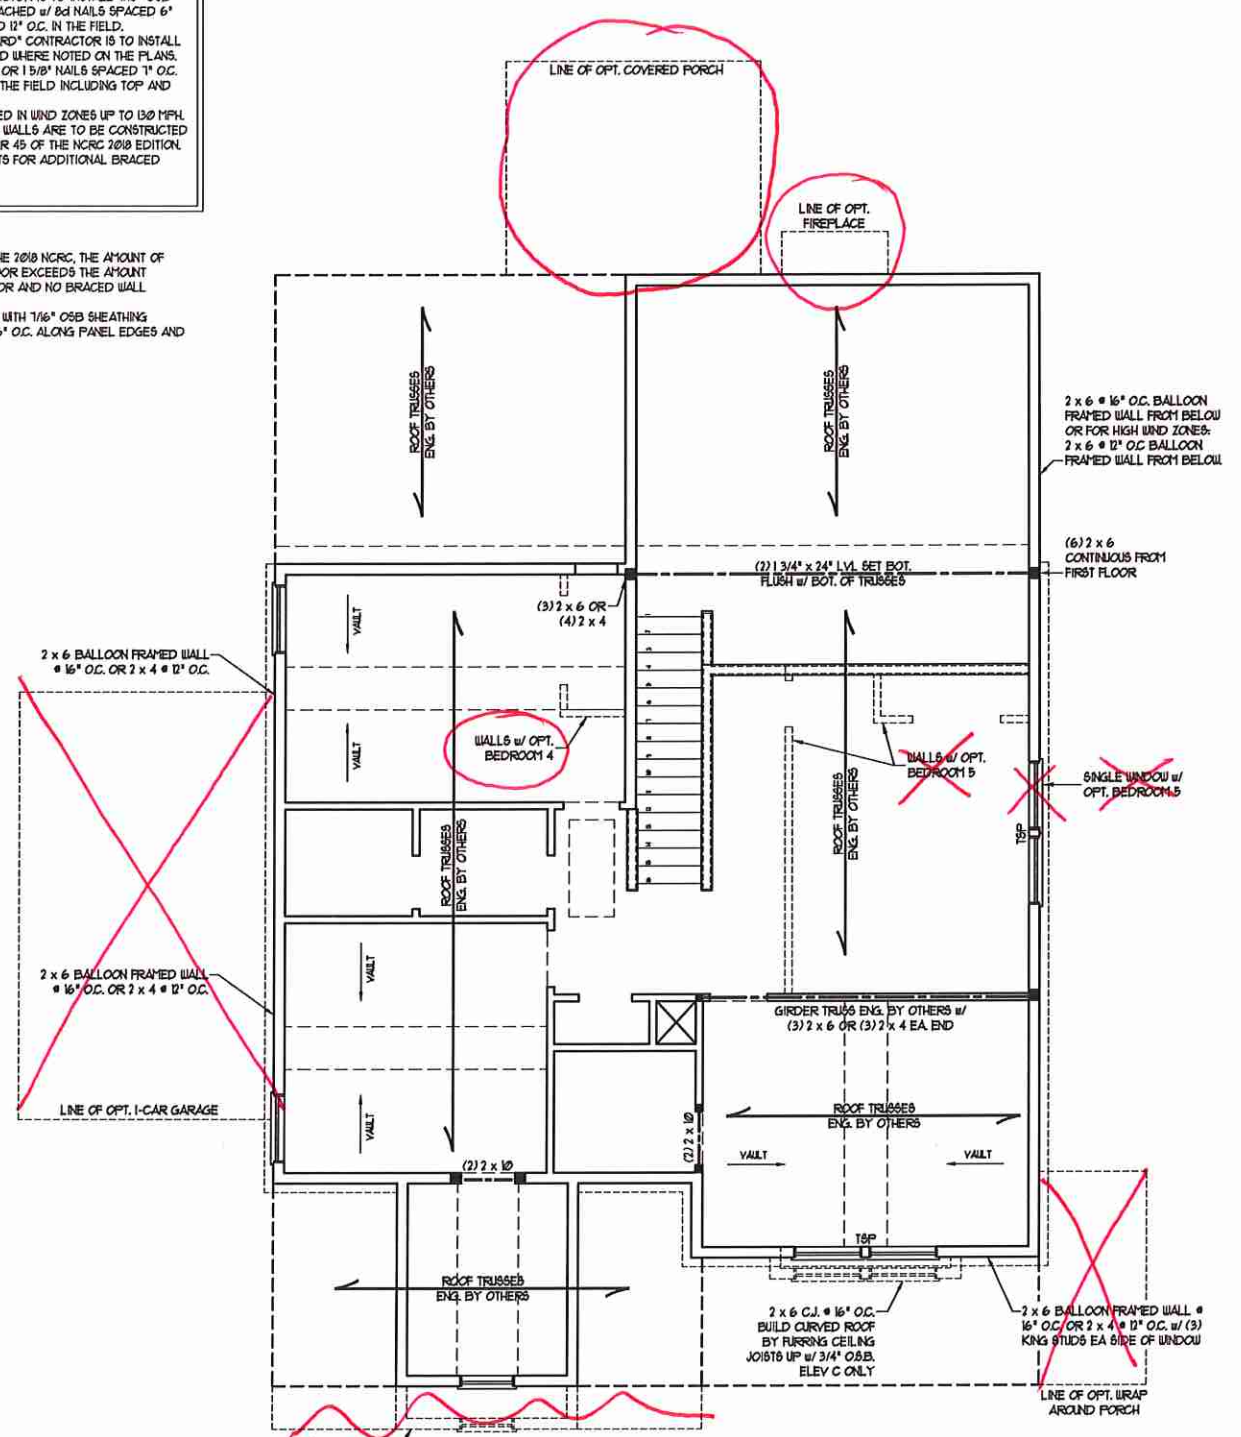 ACHED w/ 8d NAILS SPACED 6"
D 12" O.C. IN THE FIELD.
RD" CONTRACTOR IS TO INSTALL
D WHERE NOTED ON THE PLANS.
OR 1 5/8" NAILS SPACED 7" O.C.
THE FIELD INCLUDING TOP AND
ED IN WIND ZONES UP TO 130 MPH.
WALLS ARE TO BE CONSTRUCTED
R 45 OF THE NCRC 2018 EDITION.
TS FOR ADDITIONAL BRACED
HE 2018 NCRC, THE AMOUNT OF
OOR EXCEEDS THE AMOUNT
OR AND NO BRACED WALL
WITH 7/16" OSB SHEATHING
6" O.C. ALONG PANEL EDGES AND
LINE OF OPT. COVERED PORCH
LINE OF OPT.
FIREPLACE
ROOF TRUSSES
ENG. BY OTHERS
ROOF TRUSSES
ENG. BY OTHERS
2 x 6 @ 16" O.C. BALLOON
FRAMED WALL FROM BELOW
OR FOR HIGH WIND ZONES:
2 x 6 @ 12" O.C BALLOON
FRAMED WALL FROM BELOW.
(6) 2 x 6
CONTINUOUS FROM
FIRST FLOOR
(2) 1 3/4" x 24" LVL SET BOT.
FLUSH w/ BOT. OF TRUSSES
(3) 2 x 6 OR
(4) 2 x 4
VAULT
2 x 6 BALLOON FRAMED WALL
@ 16" O.C. OR 2 x 4 @ 12" O.C.
WALLS w/ OPT.
BEDROOM 4
VAULT
WALLS w/ OPT.
BEDROOM 5
SINGLE WINDOW w/
OPT. BEDROOM 5
TSP
ROOF TRUSSES
ENG. BY OTHERS
ROOF TRUSSES
ENG. BY OTHERS
VAULT
2 x 6 BALLOON FRAMED WALL
@ 16" O.C. OR 2 x 4 @ 12" O.C.
GIRDER TRUSS ENG. BY OTHERS w/
(3) 2 x 6 OR (3) 2 x 4 EA. END
LINE OF OPT. 1-CAR GARAGE
VAULT
ROOF TRUSSES
ENG. BY OTHERS
(2) 2 x 10
VAULT
VAULT
(2) 2 x 10
TSP
ROOF TRUSSES
ENG. BY OTHERS
2 x 6 C.J. @ 16" O.C.
BUILD CURVED ROOF
BY FURRING CEILING
JOISTS UP w/ 3/4" O.S.B.
ELEV C ONLY
2 x 6 BALLOON FRAMED WALL @
16" O.C. OR 2 x 4 @ 12" O.C. w/ (3)
KING STUDS EA SIDE OF WINDOW
LINE OF OPT. WRAP
AROUND PORCH